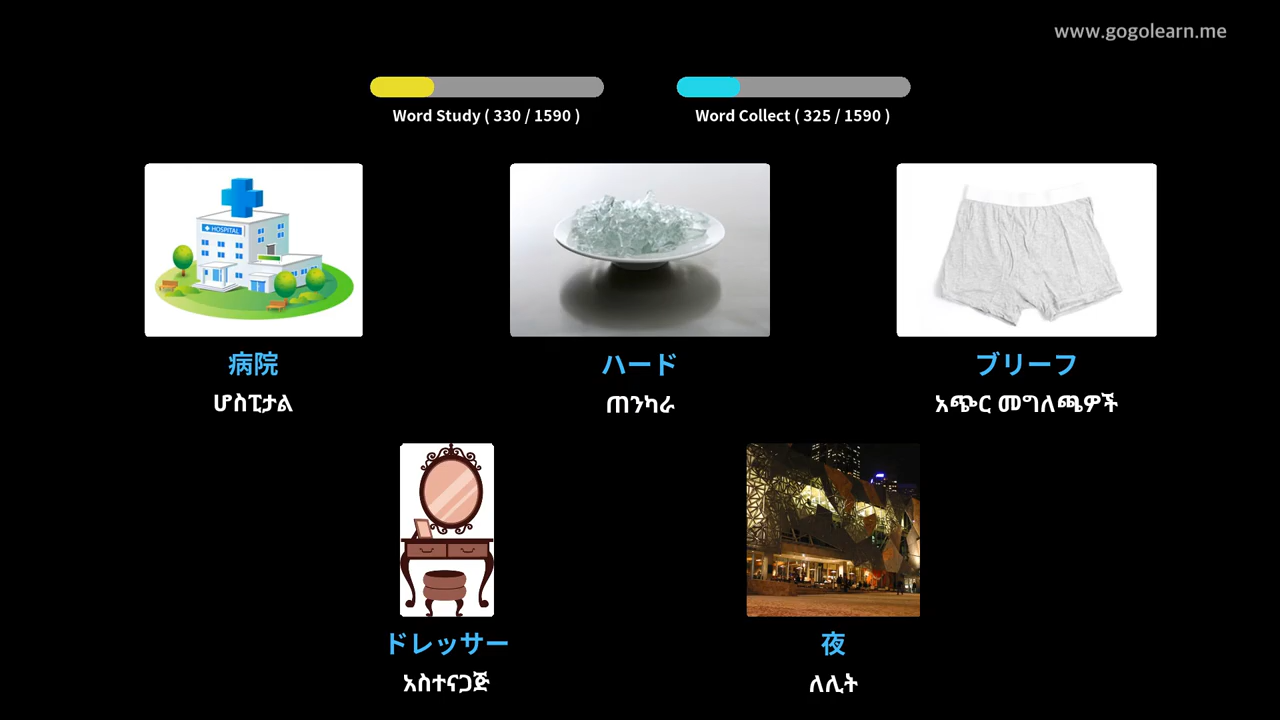 www.gogolearn.me
Word Study ( 330 / 1590 )
Word Collect ( 325 / 1590 )
HOSPITAL
病院
ハード
ブリーフ
ሆስፒታል
ጠንካራ
አጭር መግለጫዎች
ドレッサー
夜
አስተናጋጅ
ለሊት